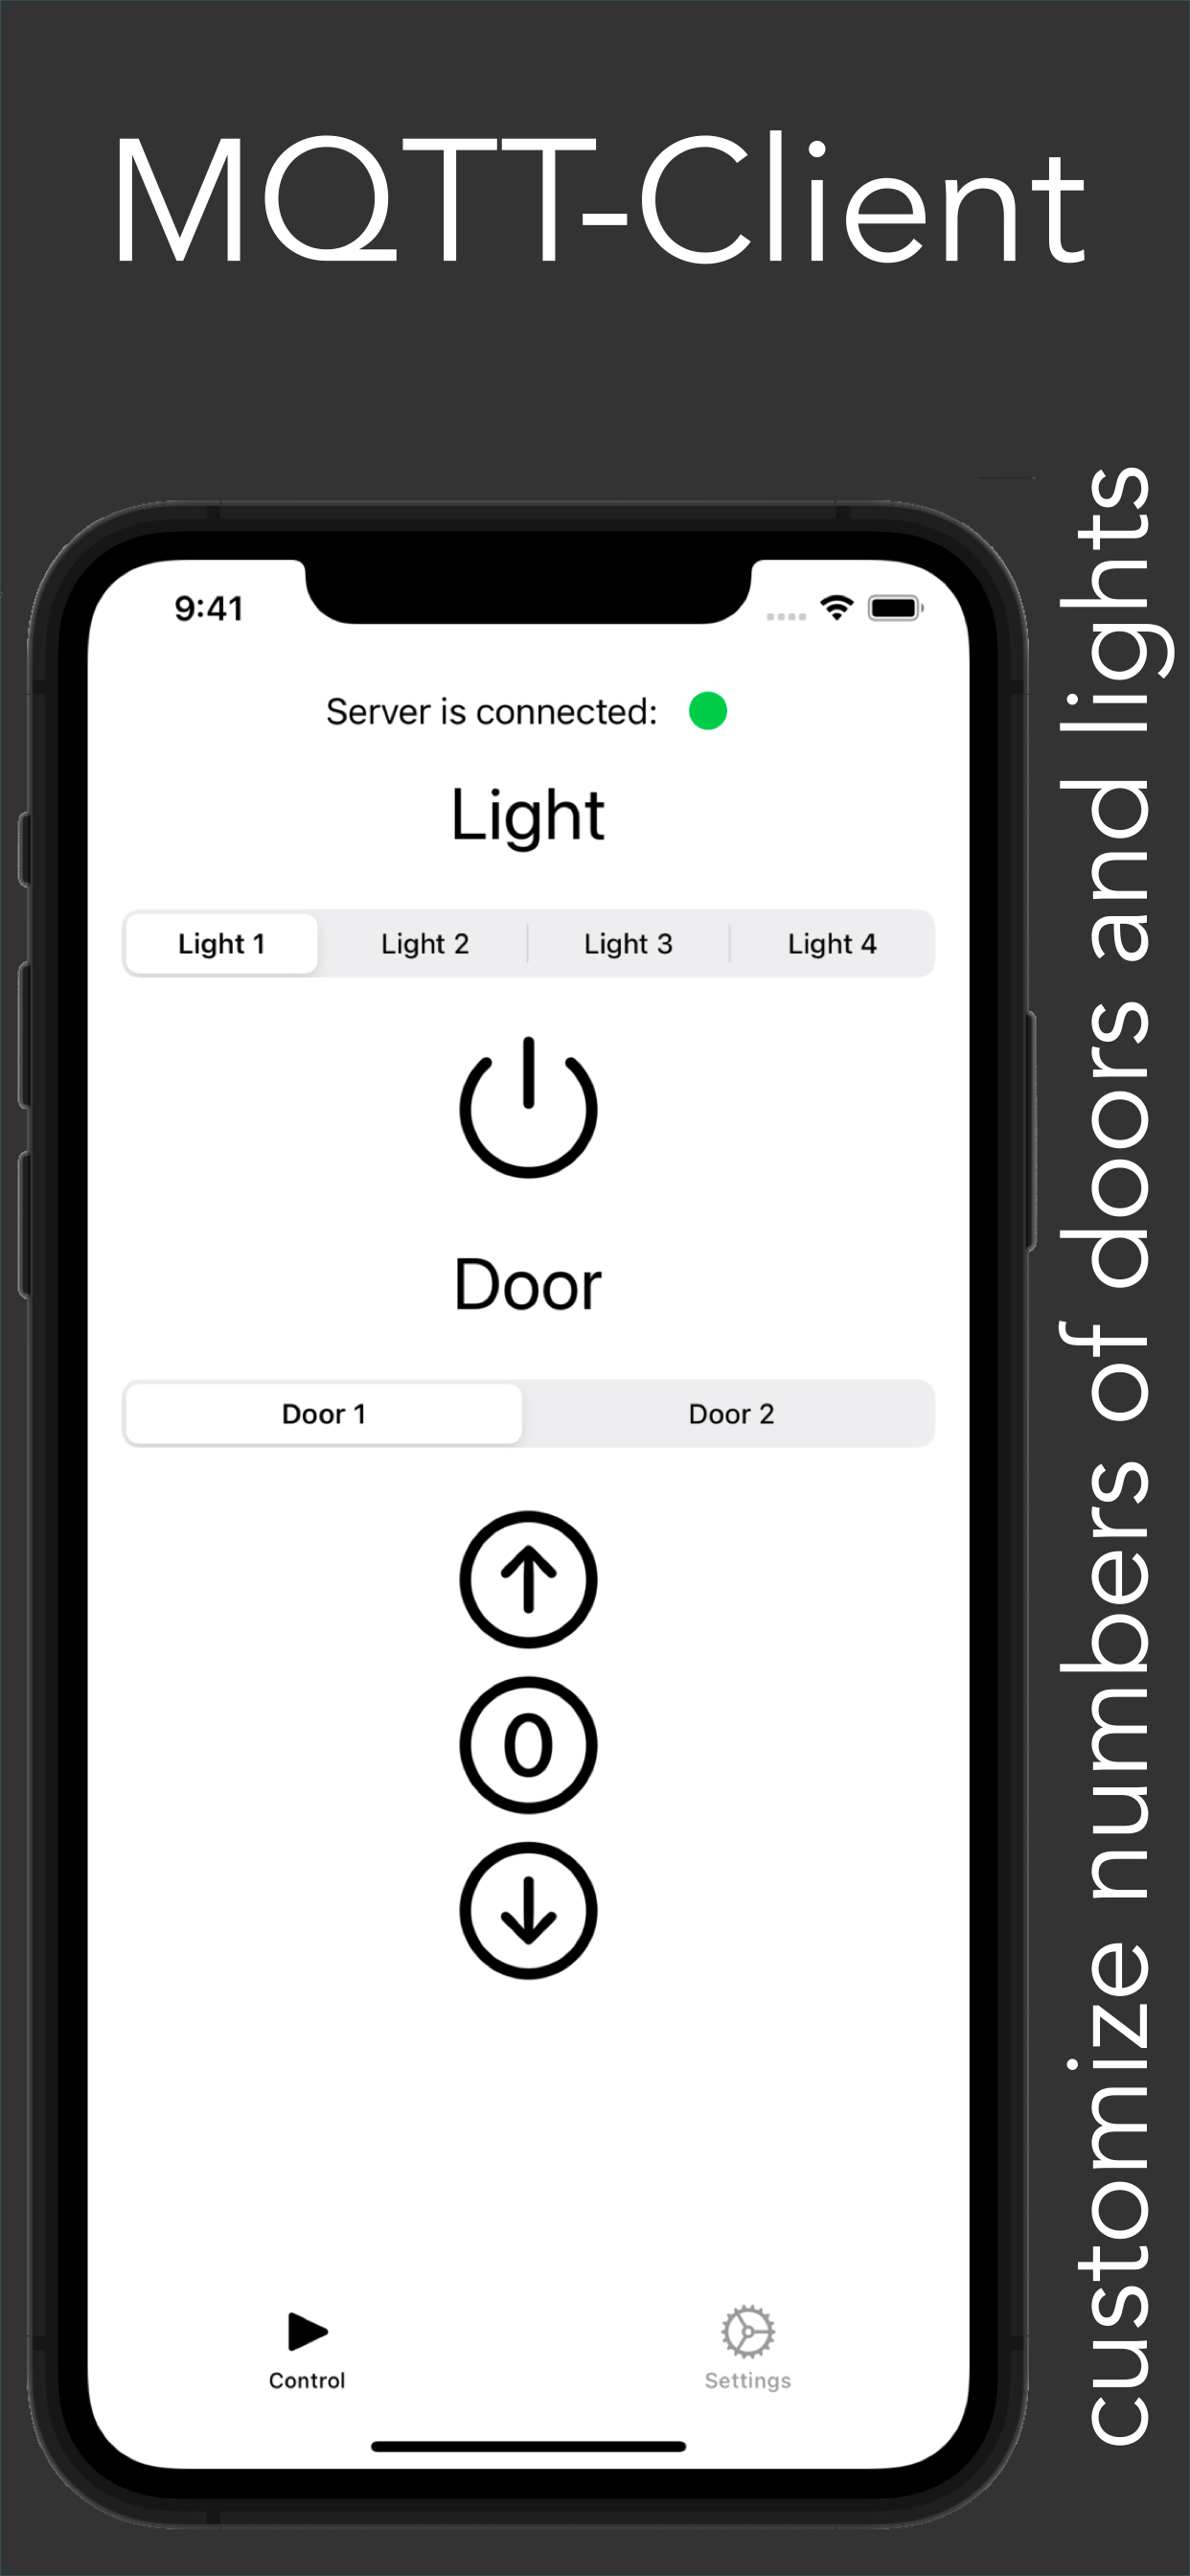 MQTT-Client
9:41
Server is connected:
Light
Light 1 Light 2 Light 3 Light 4
Door
Door 1 Door 2
0
Control Settings
customize numbers of doors and lights